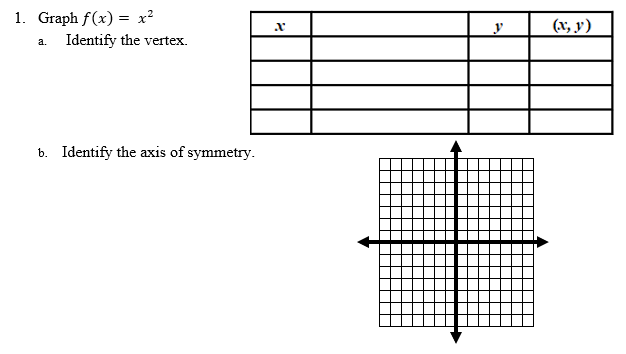 1. Graph f(x) = x²
a. Identify the vertex.
x y (x, y)
b. Identify the axis of symmetry.